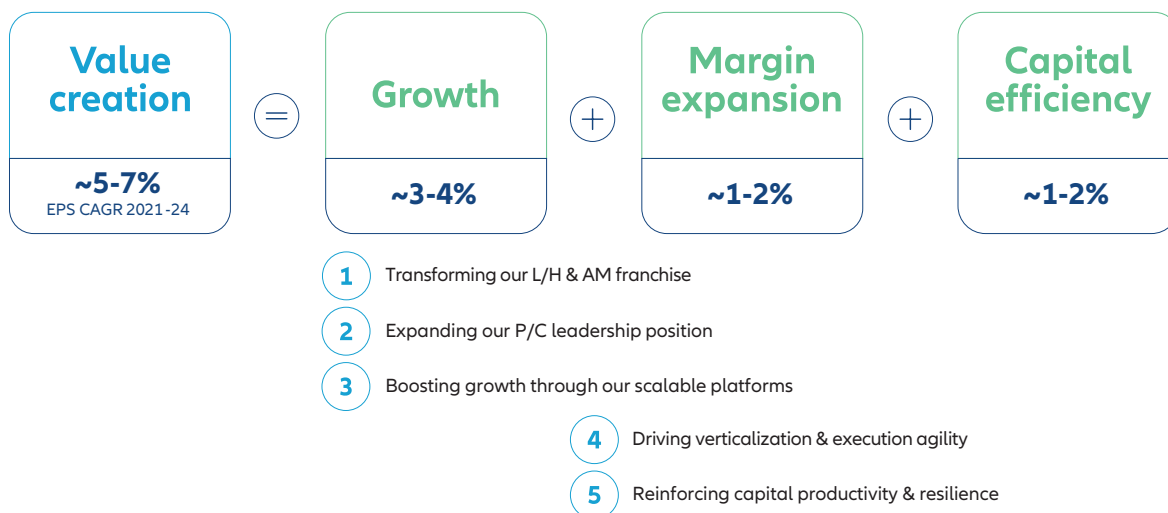 Value
creation
=
Growth
+
Margin
expansion
+
Capital
efficiency
~5-7%
EPS CAGR 2021-24
~3-4%
~1-2%
~1-2%
1 Transforming our L/H & AM franchise
2 Expanding our P/C leadership position
3 Boosting growth through our scalable platforms
4 Driving verticalization & execution agility
5 Reinforcing capital productivity & resilience